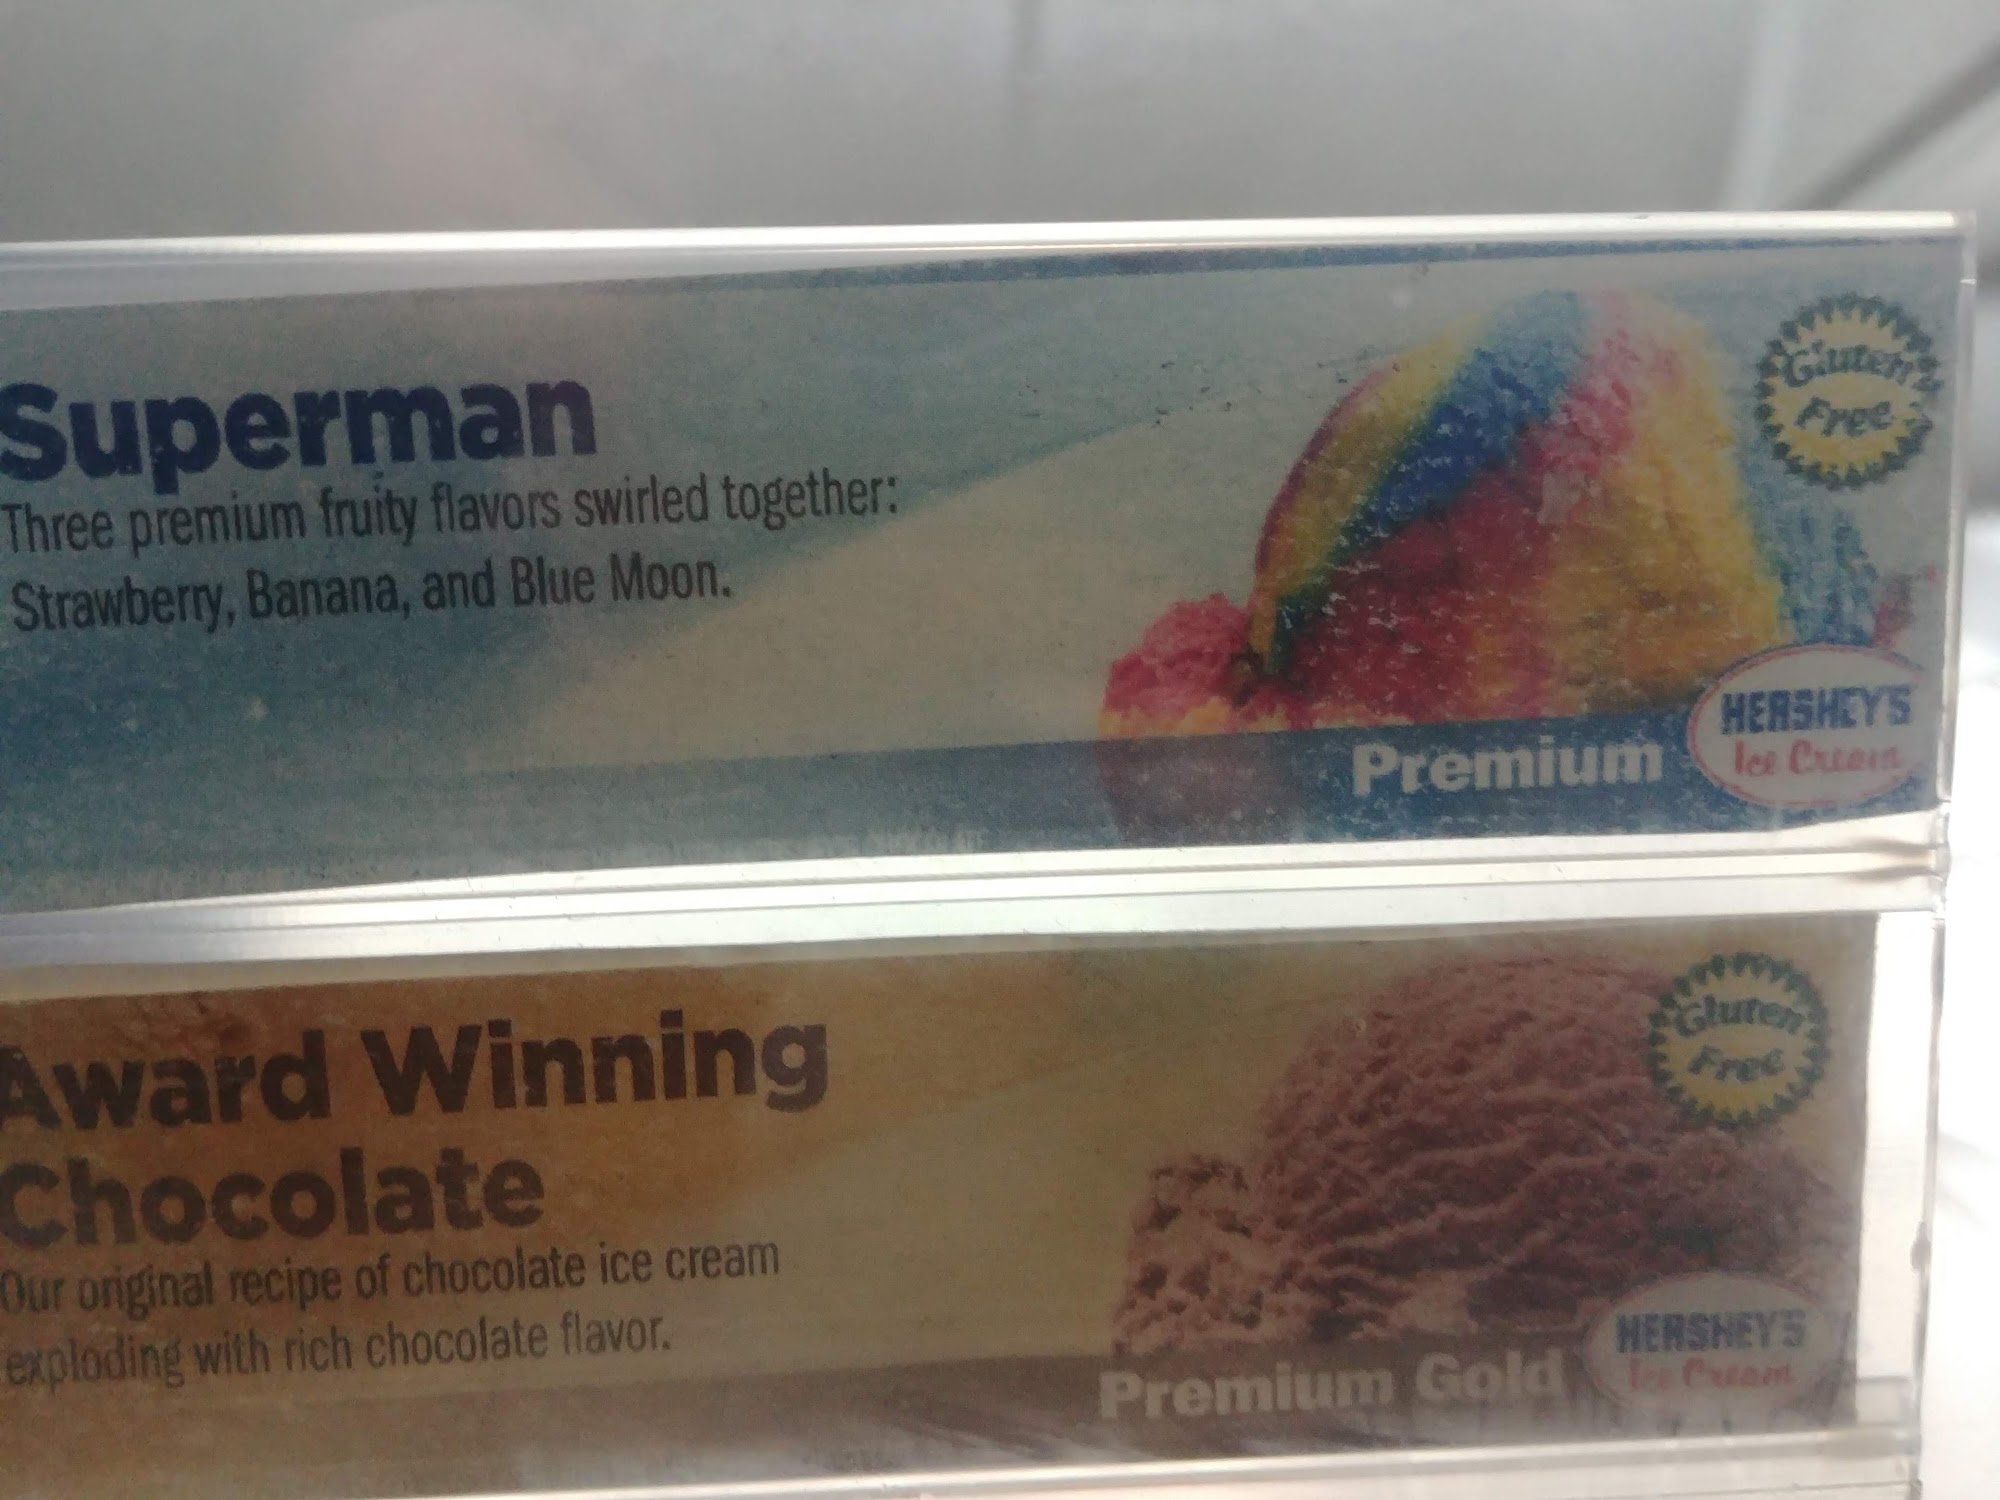 Superman
Three premium fruity flavors swirled together:
Strawberry, Banana, and Blue Moon.
Gluten
Free
Premium
HERSHEY'S
Ice Cream
Award Winning
Chocolate
Our original recipe of chocolate ice cream
exploding with rich chocolate flavor.
Gluten
Free
Premium Gold
HERSHEY'S
Ice Cream